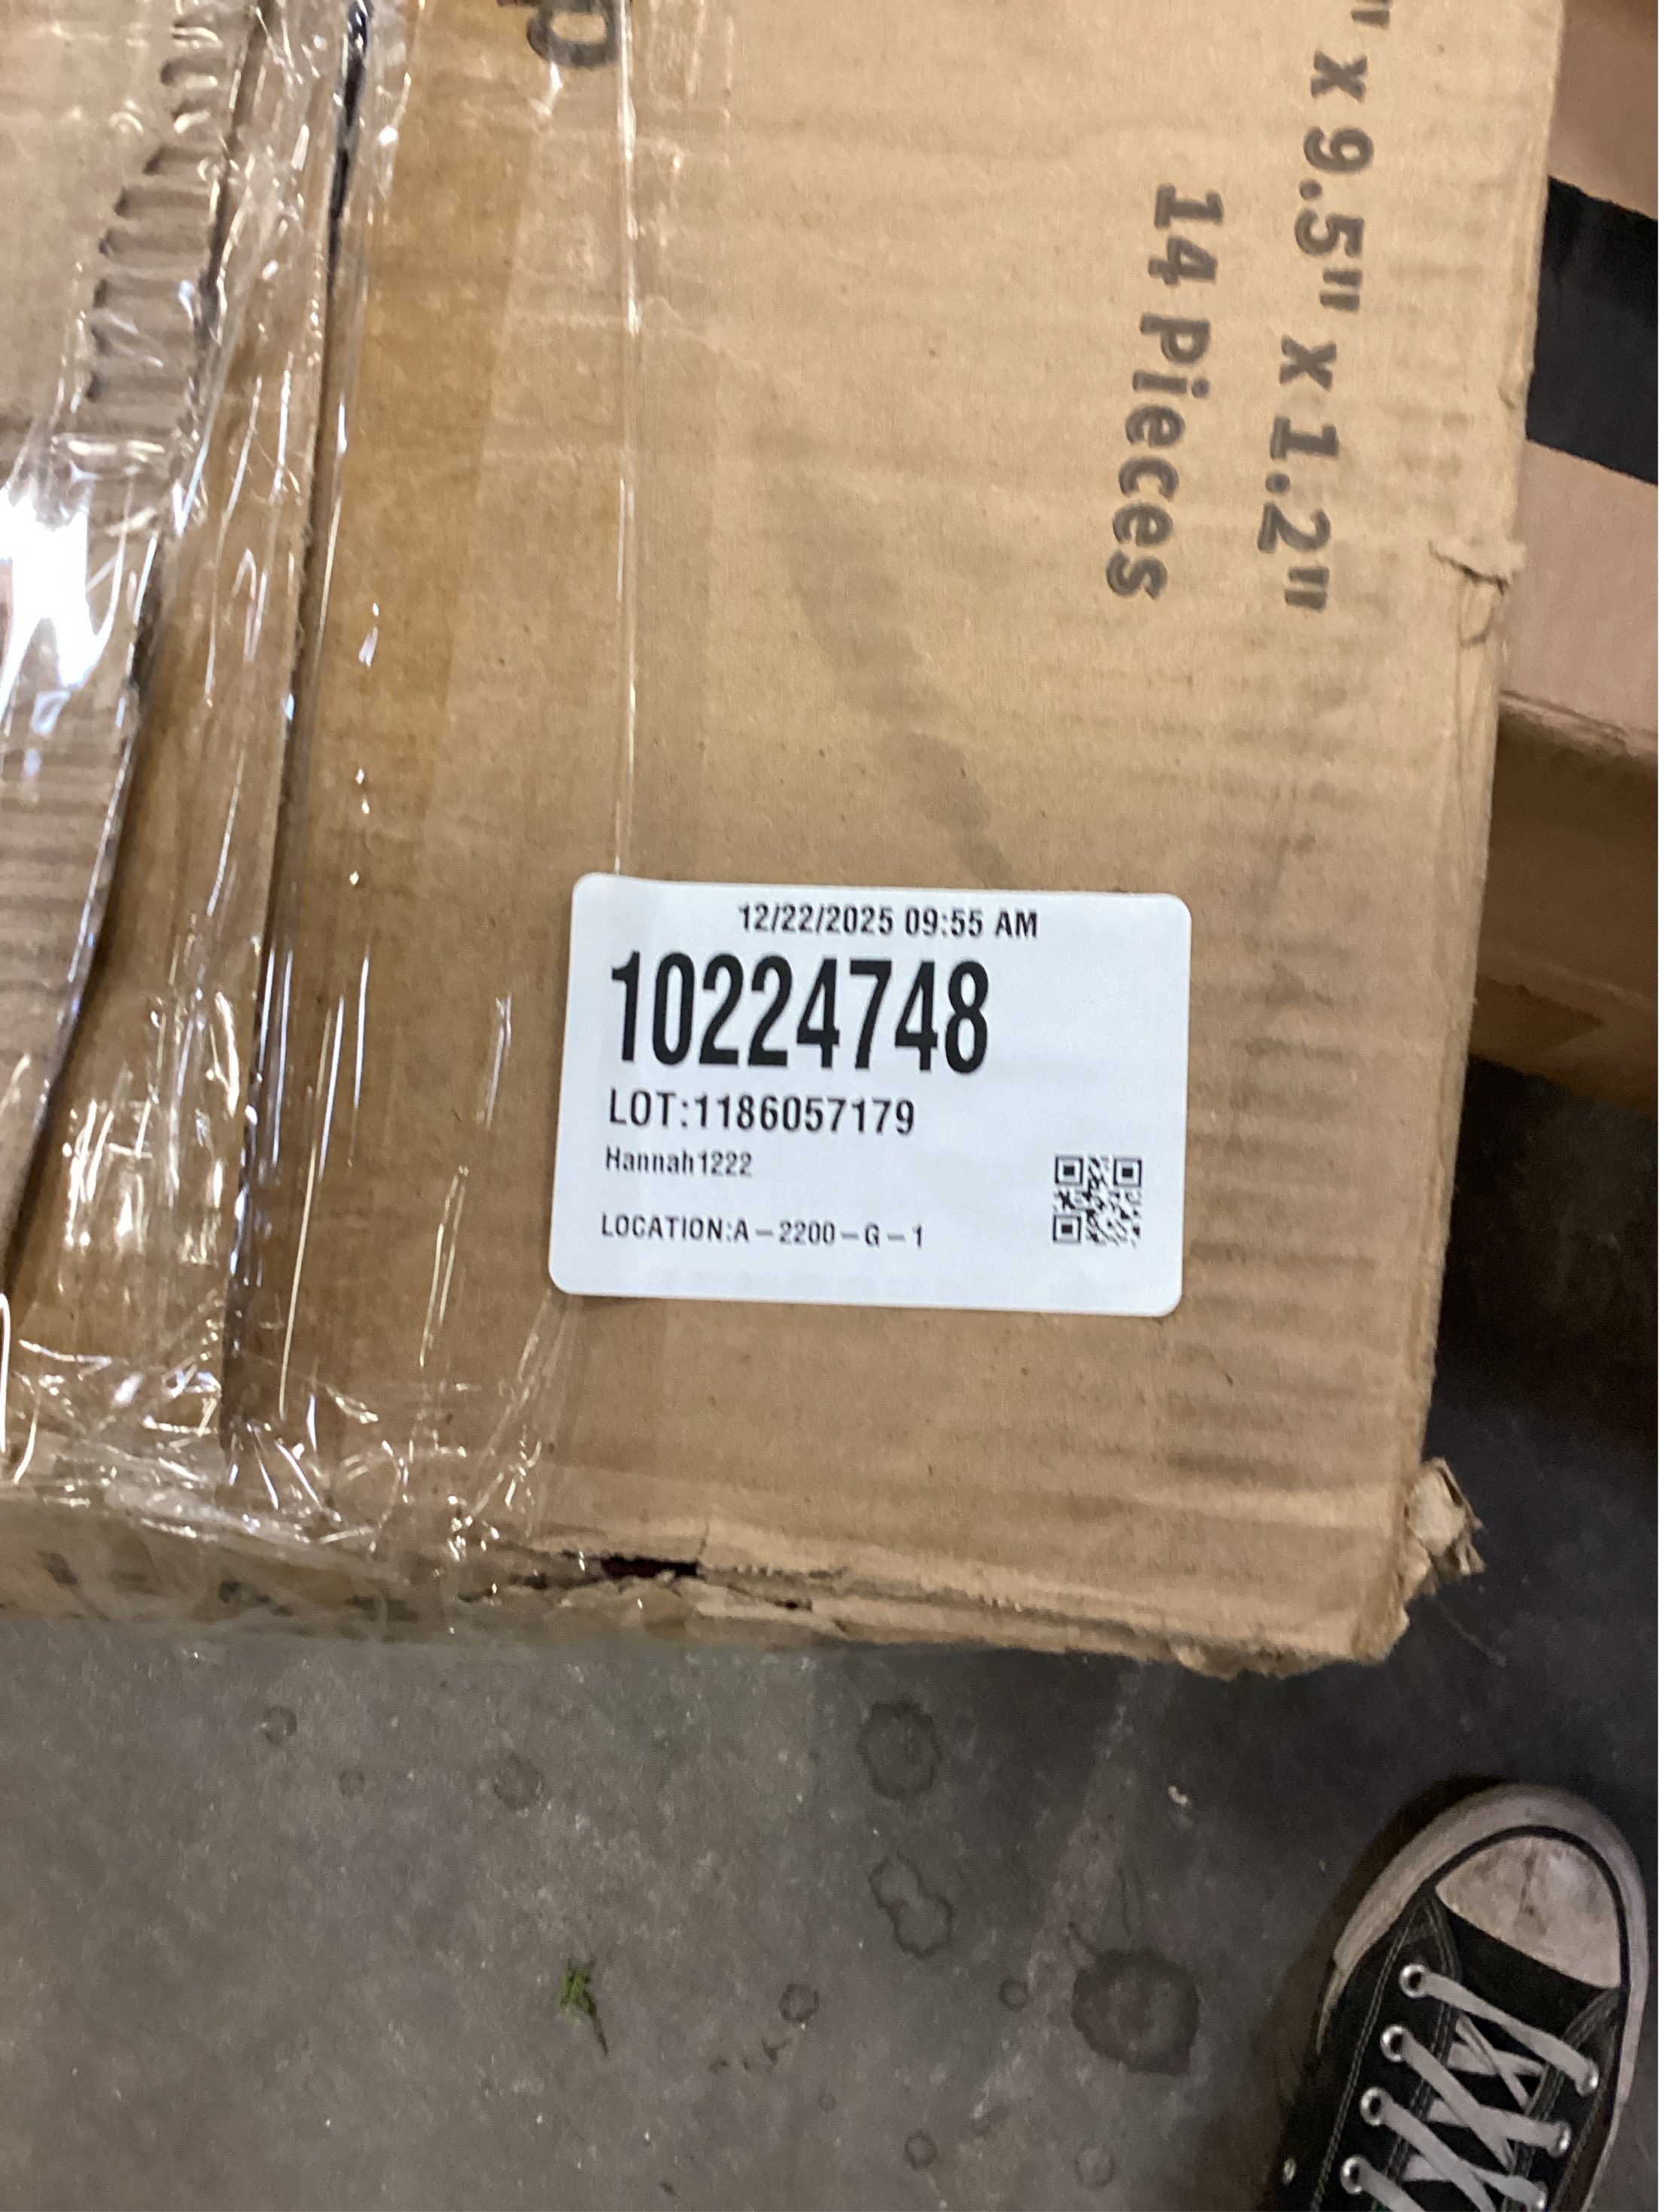 " X 9.5" X 1.2"
14 Pieces
12/22/2025 09:55 AM
10224748
LOT:1186057179
Hannah1222
LOCATION:A-2200-G-1